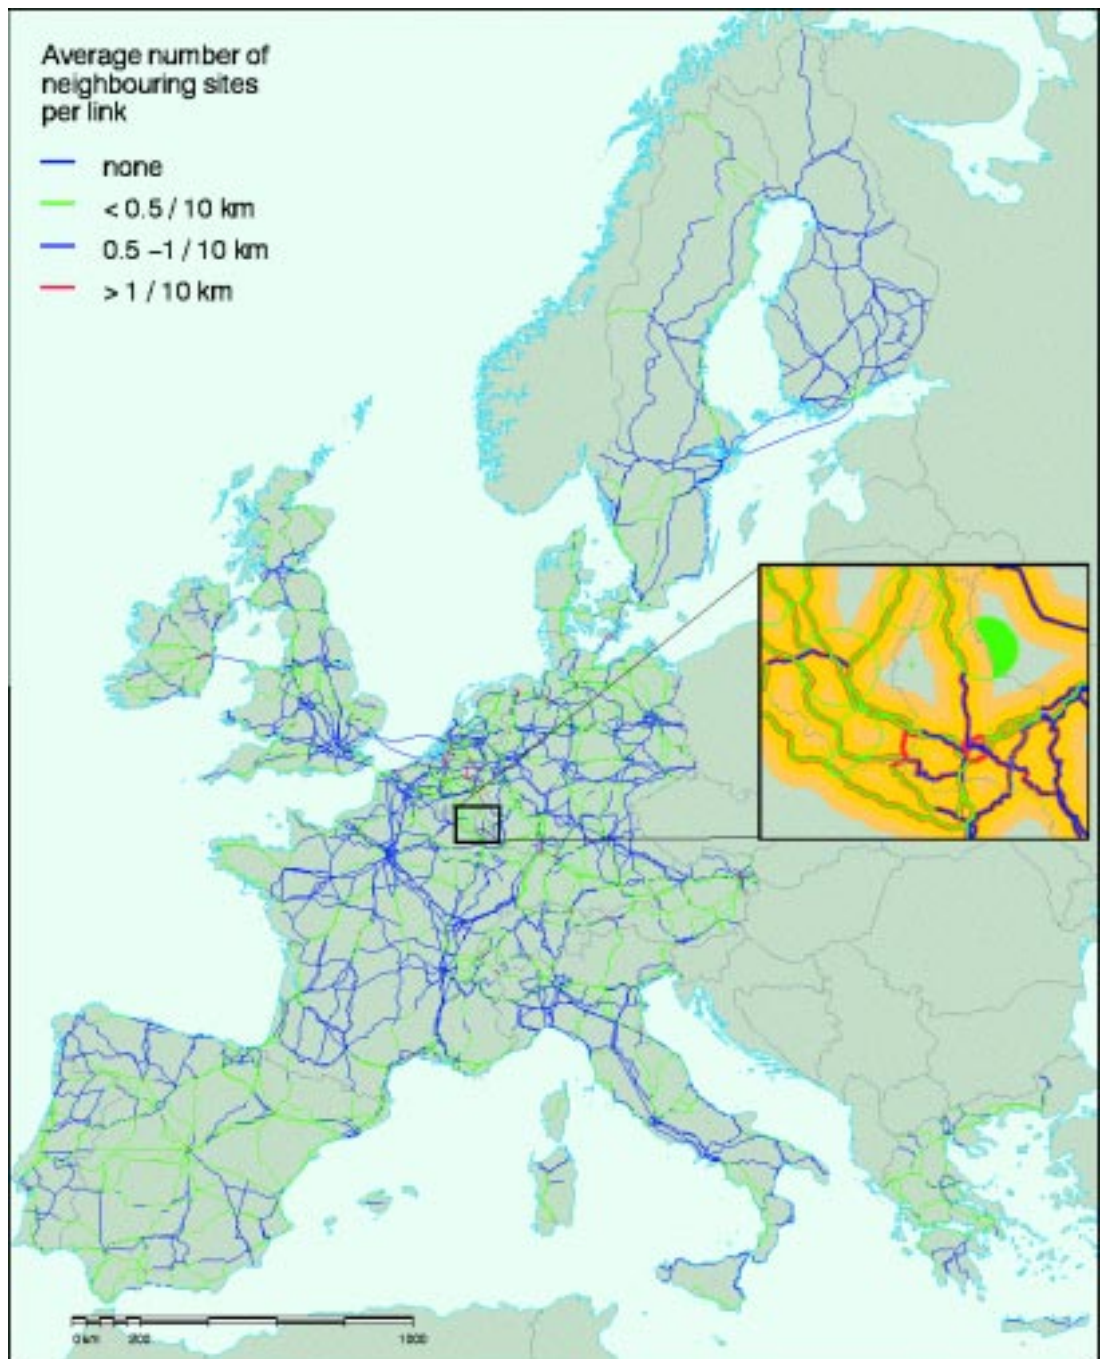 Average number of
neighbouring sites
per link
none
< 0.5 / 10 km
0.5 –1 / 10 km
> 1 / 10 km
0 km 200 1000